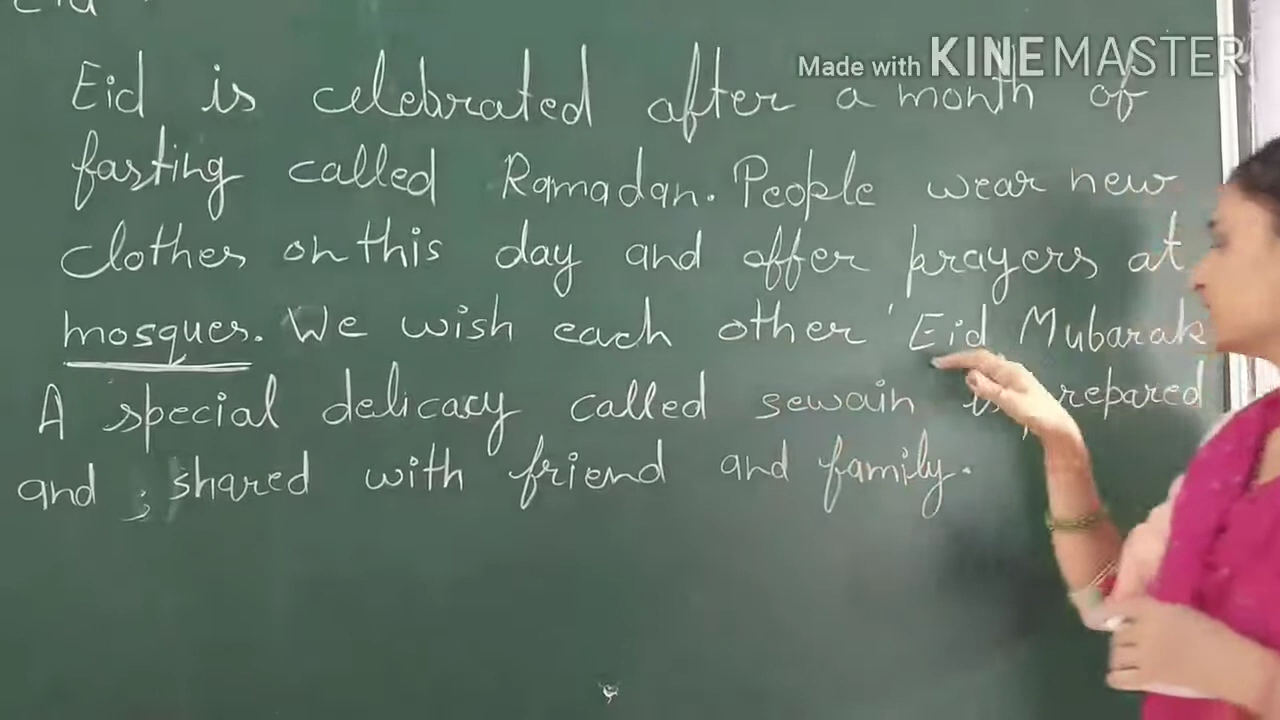 Eid
Made with KINEMASTER
Eid is celebrated after a month of
fasting called Ramadan. People wear new
clothes on this day and offer prayers at
mosques. We wish each other 'Eid Mubarak
A special delicacy called sewain is prepared
and ; shared with friend and family.